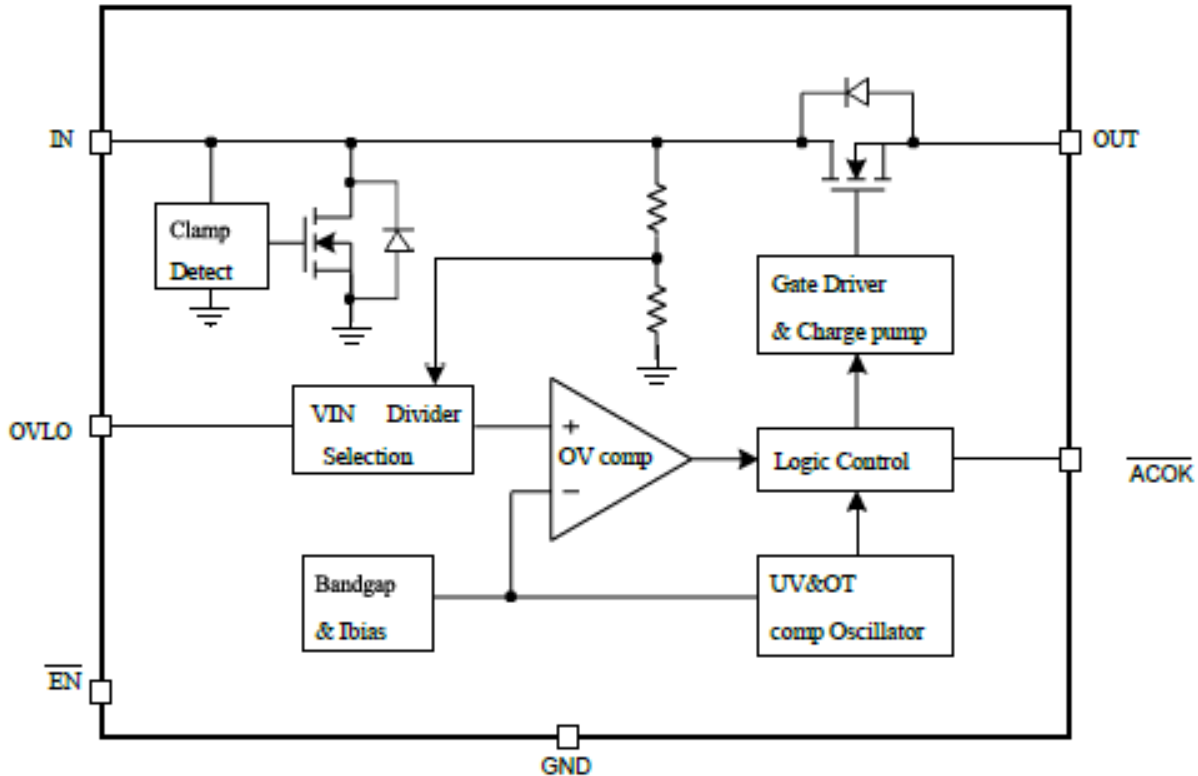 IN
OUT
Clamp
Detect
Gate Driver
& Charge pump
OVLO
VIN Divider
Selection
+
OV comp
−
Logic Control
ACOK
Bandgap
& Ibias
UV&OT
comp Oscillator
EN
GND